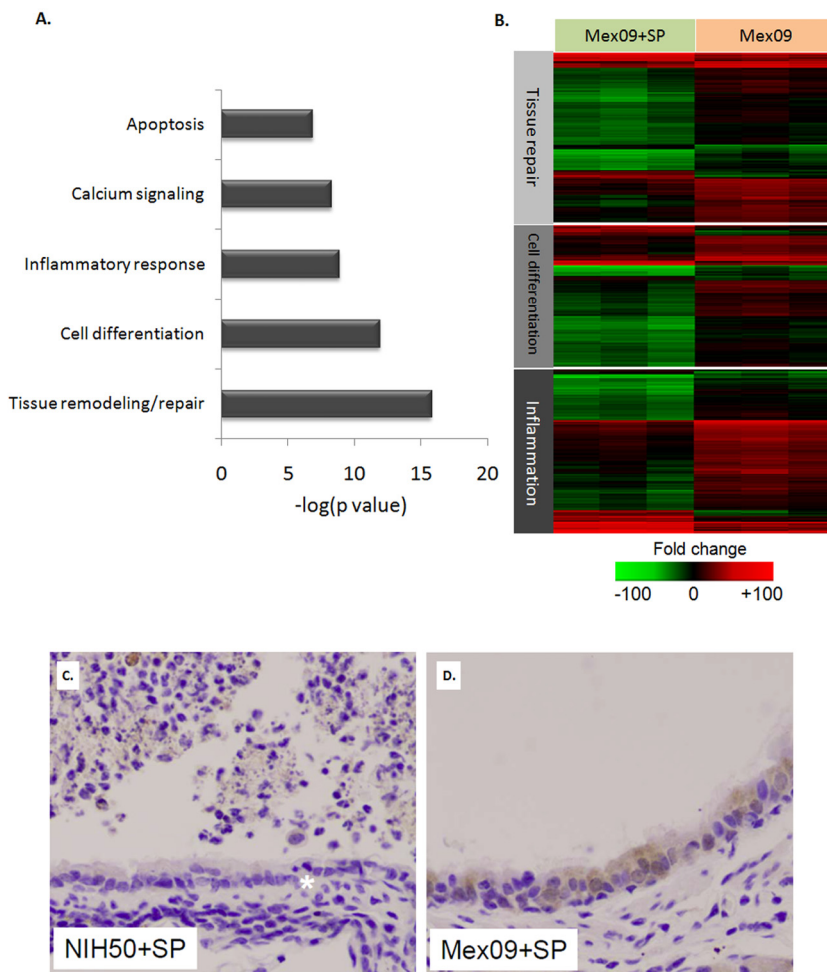 A.
Apoptosis
Calcium signaling
Inflammatory response
Cell differentiation
Tissue remodeling/repair
0 5 10 15 20
-log(p value)
B.
Mex09+SP Mex09
Tissue repair
Cell differentiation
Inflammation
Fold change
-100 0 +100
C.
*
NIH50+SP
D.
Mex09+SP